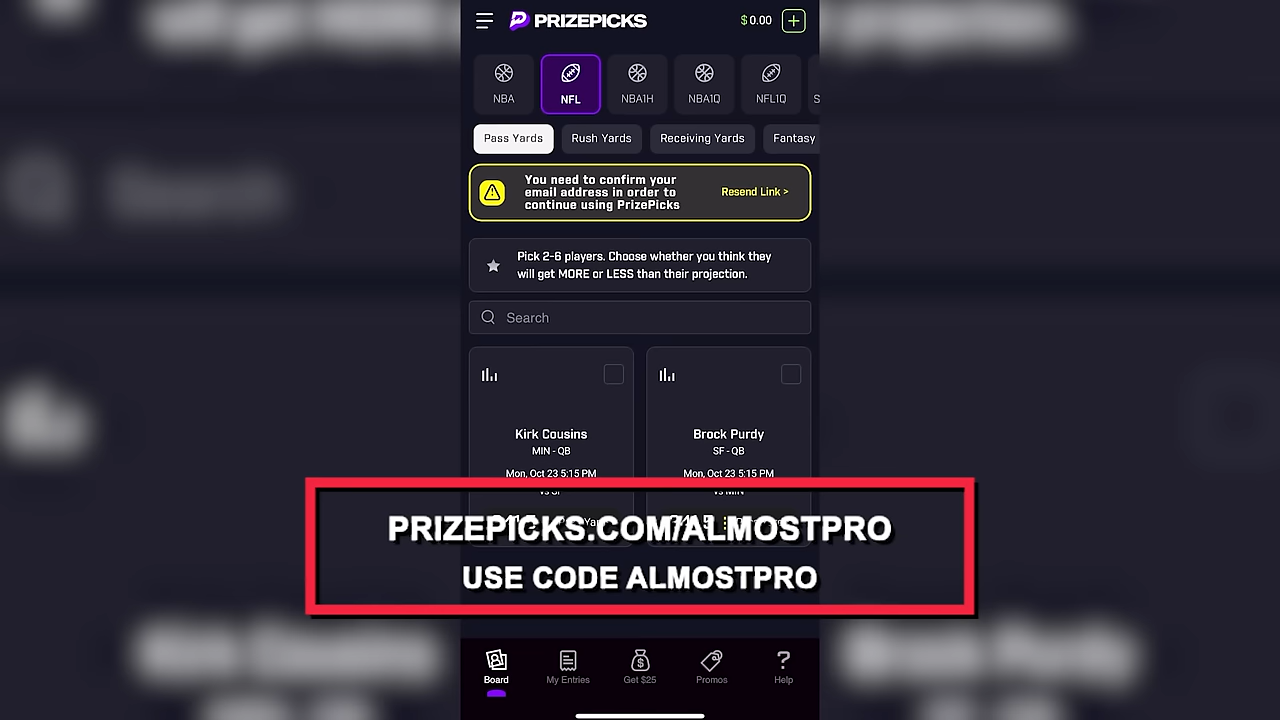 PRIZEPICKS
$ 0.00
NBA
NFL
NBA1H
NBA1Q
NFL1Q
S
Pass Yards
Rush Yards
Receiving Yards
Fantasy
You need to confirm your
email address in order to
continue using PrizePicks
Resend Link >
Pick 2-6 players. Choose whether you think they
will get MORE or LESS than their projection.
Search
Kirk Cousins
MIN - QB
Mon, Oct 23 5:15 PM
Brock Purdy
SF - QB
Mon, Oct 23 5:15 PM
vs MIN
PRIZEPICKS.COM/ALMOSTPRO
USE CODE ALMOSTPRO
Board
My Entries
Get $25
Promos
Help